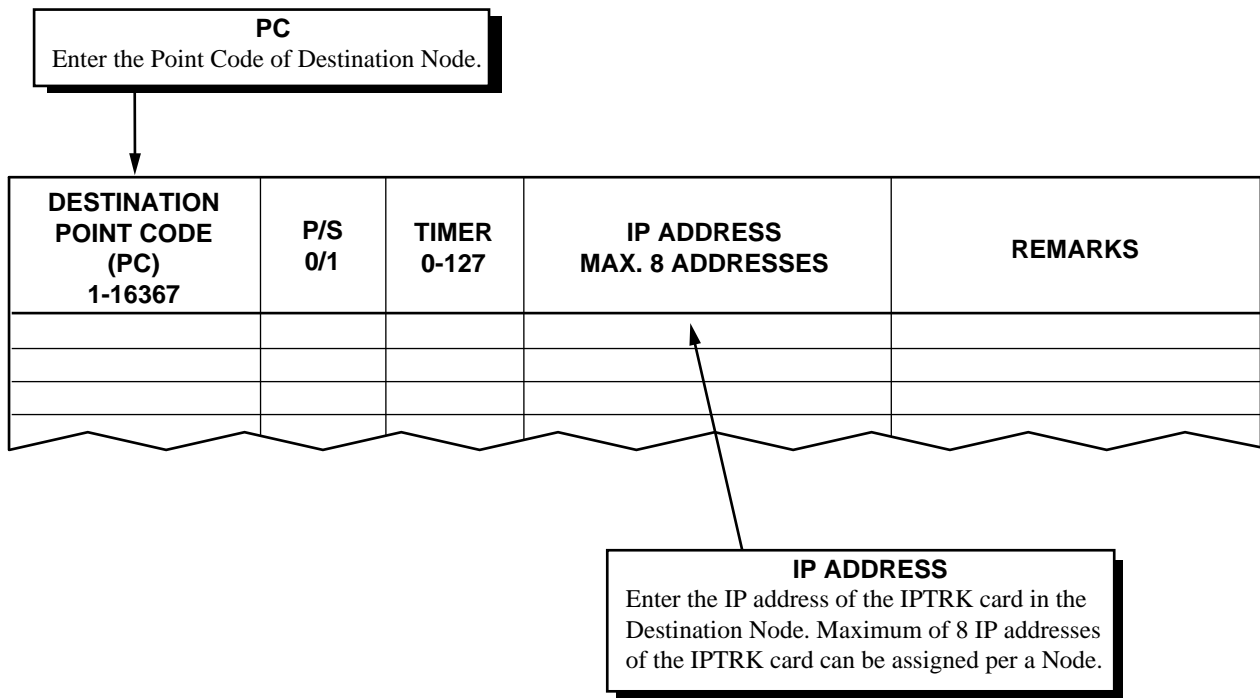 PC
Enter the Point Code of Destination Node.
DESTINATION
POINT CODE
(PC)
1-16367
P/S
0/1
TIMER
0-127
IP ADDRESS
MAX. 8 ADDRESSES
REMARKS
IP ADDRESS
Enter the IP address of the IPTRK card in the
Destination Node. Maximum of 8 IP addresses
of the IPTRK card can be assigned per a Node.